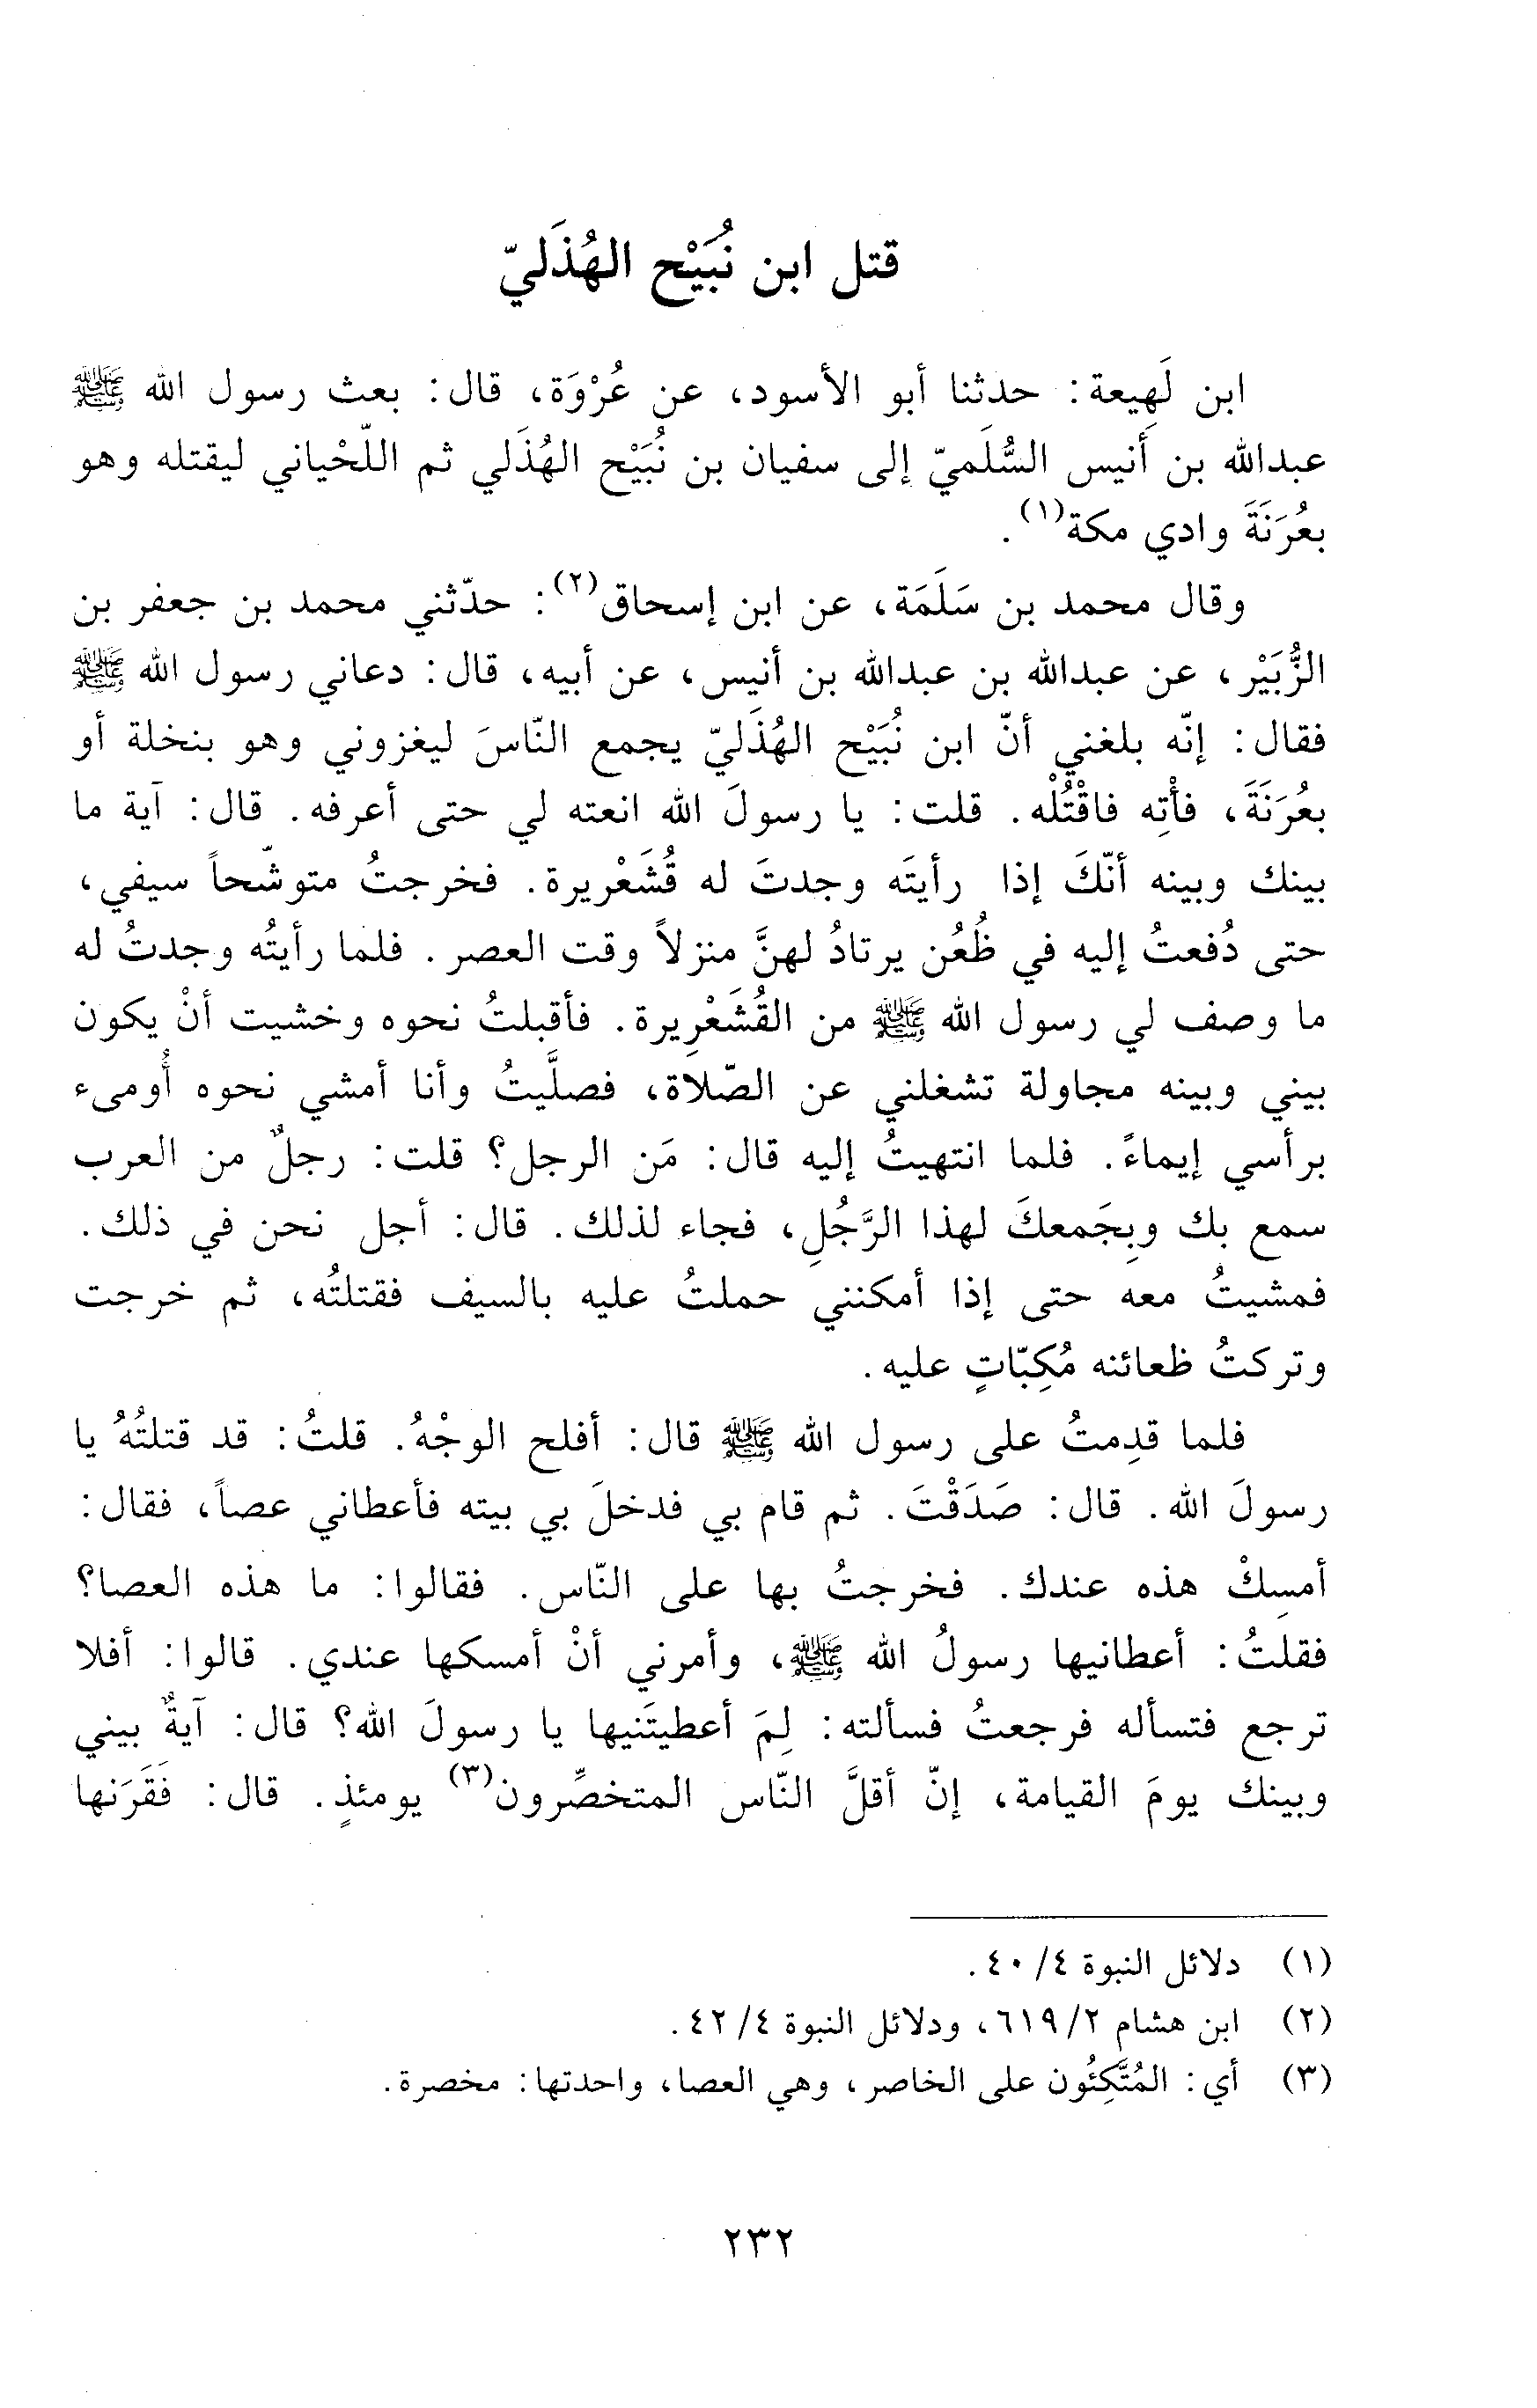 قتل ابن نُبَيْح الهُذَليّ
ابن لَهِيعة: حدثنا أبو الأسود، عن عُرْوَة، قال: بعث رسول الله ﷺ
عبدالله بن أنيس السُّلَميّ إلى سفيان بن نُبَيْح الهُذَلي ثم اللّحْياني ليقتله وهو
بعُرَنَةَ وادي مكة(١).
وقال محمد بن سَلَمَة، عن ابن إسحاق(٢): حدّثني محمد بن جعفر بن
الزُّبَيْر، عن عبدالله بن عبدالله بن أنيس، عن أبيه، قال: دعاني رسول الله ﷺ
فقال: إنّه بلغني أنّ ابن نُبَيْح الهُذَليّ يجمع النّاسَ ليغزوني وهو بنخلة أو
بعُرَنَةَ، فأْتِه فاقْتُلْه. قلت: يا رسولَ الله انعته لي حتى أعرفه. قال: آية ما
بينك وبينه أنّكَ إذا رأيتَه وجدتَ له قُشَعْريرة. فخرجتُ متوشّحاً سيفي،
حتى دُفعتُ إليه في ظُعُن يرتادُ لهنَّ منزلاً وقت العصر. فلما رأيتُه وجدتُ له
ما وصف لي رسول الله ﷺ من القُشَعْرِيرة. فأقبلتُ نحوه وخشيت أنْ يكون
بيني وبينه مجاولة تشغلني عن الصّلاة، فصلَّيتُ وأنا أمشي نحوه أُومىء
برأسي إيماءً. فلما انتهيتُ إليه قال: مَن الرجل؟ قلت: رجلٌ من العرب
سمع بك وبِجَمعكَ لهذا الرَّجُلِ، فجاء لذلك. قال: أجل نحن في ذلك.
فمشيتُ معه حتى إذا أمكنني حملتُ عليه بالسيف فقتلتُه، ثم خرجت
وتركتُ ظعائنه مُكِبّاتٍ عليه.
فلما قدِمتُ على رسول الله ﷺ قال: أفلح الوجْهُ. قلتُ: قد قتلتُهُ يا
رسولَ الله. قال: صَدَقْتَ. ثم قام بي فدخلَ بي بيته فأعطاني عصاً، فقال:
أمسِكْ هذه عندك. فخرجتُ بها على النّاس. فقالوا: ما هذه العصا؟
فقلتُ: أعطانيها رسولُ الله ﷺ، وأمرني أنْ أمسكها عندي. قالوا: أفلا
ترجع فتسأله فرجعتُ فسألته: لِمَ أعطيتَنيها يا رسولَ الله؟ قال: آيةٌ بيني
وبينك يومَ القيامة، إنّ أقلَّ النّاس المتخصِّرون(٣) يومئذٍ. قال: فَقَرَنها
(١) دلائل النبوة ٤/ ٤٠.
(٢) ابن هشام ٢/ ٦١٩، ودلائل النبوة ٤/ ٤٢.
(٣) أي: المُتَّكِئُون على الخاصر، وهي العصا، واحدتها: مخصرة.
٢٣٢